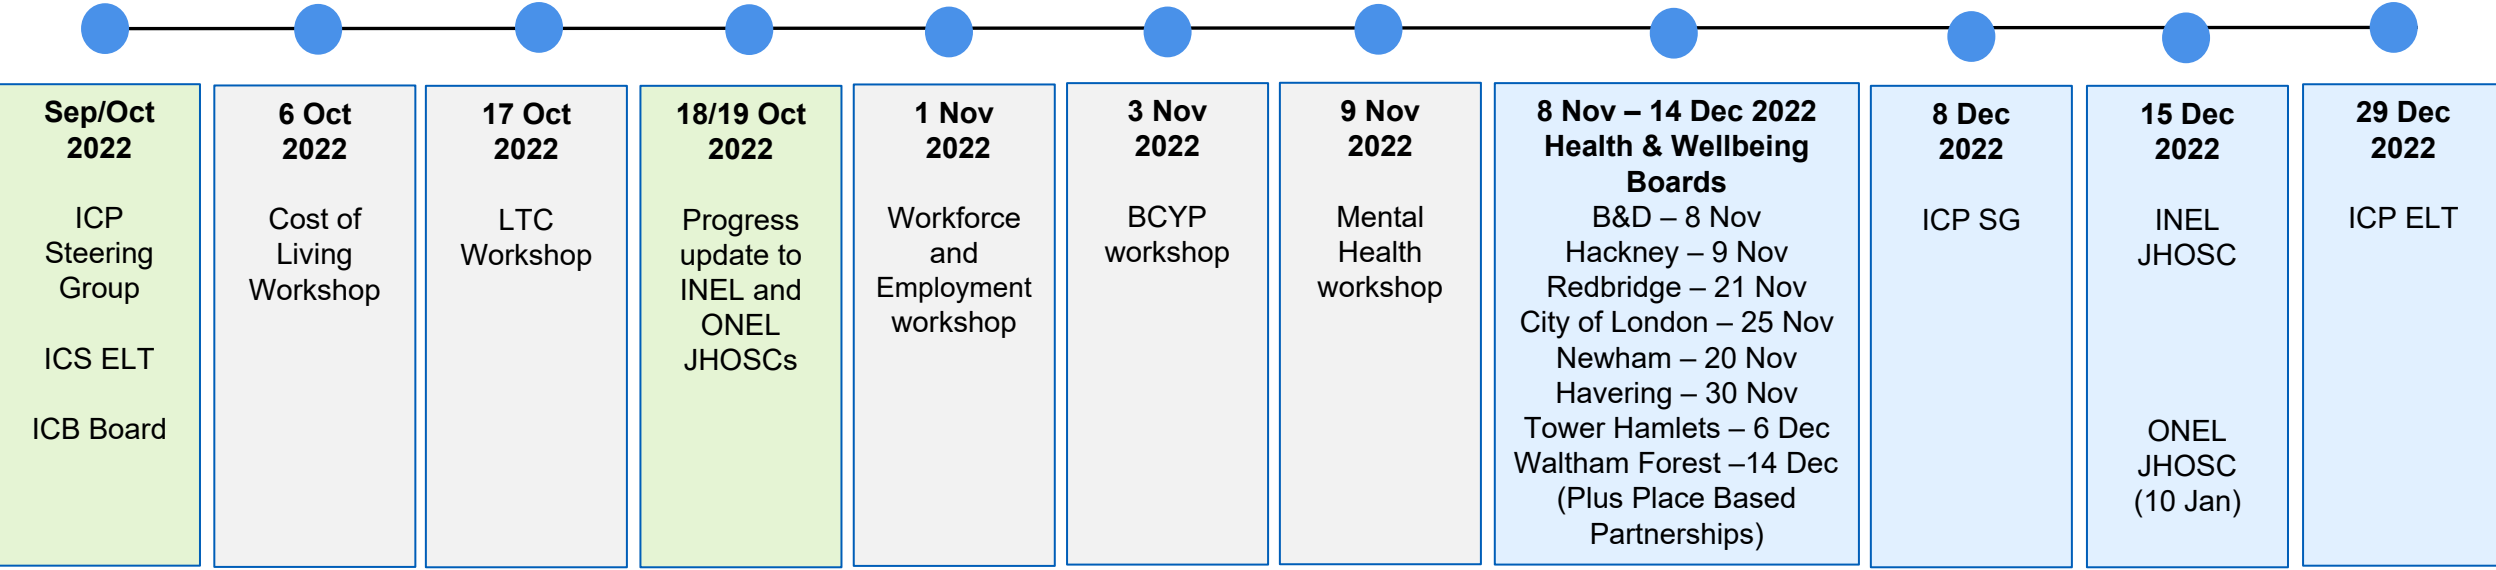 Sep/Oct
2022
ICP
Steering
Group
ICS ELT
ICB Board
6 Oct
2022
Cost of
Living
Workshop
17 Oct
2022
LTC
Workshop
18/19 Oct
2022
Progress
update to
INEL and
ONEL
JHOSCs
1 Nov
2022
Workforce
and
Employment
workshop
3 Nov
2022
BCYP
workshop
9 Nov
2022
Mental
Health
workshop
8 Nov – 14 Dec 2022
Health & Wellbeing
Boards
B&D – 8 Nov
Hackney – 9 Nov
Redbridge – 21 Nov
City of London – 25 Nov
Newham – 20 Nov
Havering – 30 Nov
Tower Hamlets – 6 Dec
Waltham Forest –14 Dec
(Plus Place Based
Partnerships)
8 Dec
2022
ICP SG
15 Dec
2022
INEL
JHOSC
ONEL
JHOSC
(10 Jan)
29 Dec
2022
ICP ELT